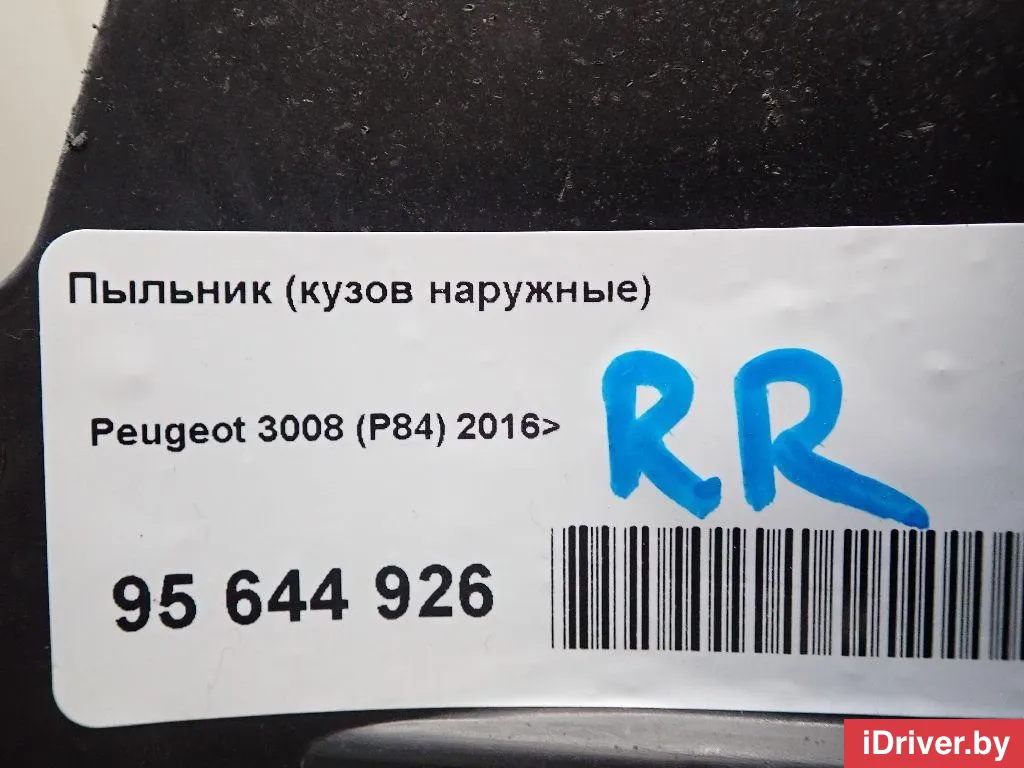 Пыльник (кузов наружные)
RR
Peugeot 3008 (P84) 2016>
95 644 926
iDriver.by